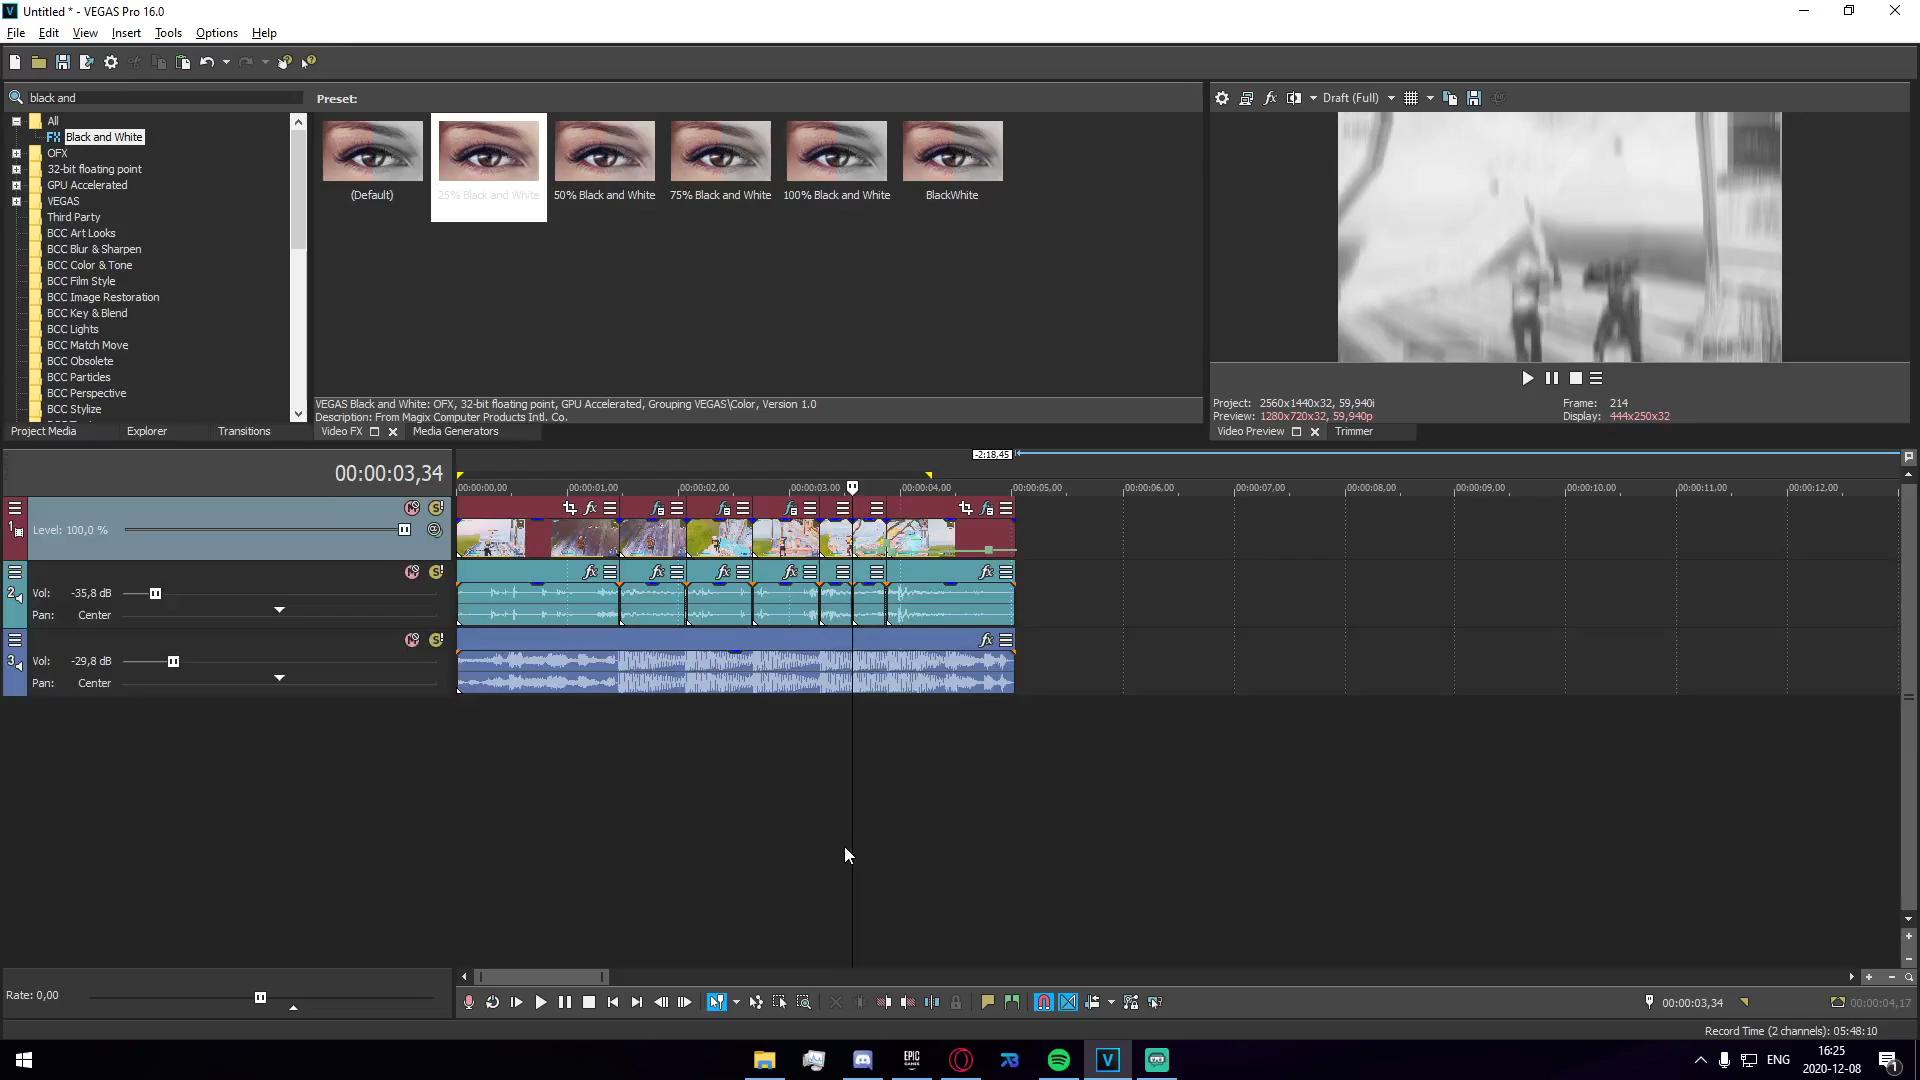 Untitled * - VEGAS Pro 16.0
File Edit View Insert Tools Options Help
black and
Preset:
Draft (Full)
All
Black and White
OFX
32-bit floating point
GPU Accelerated
VEGAS
Third Party
BCC Art Looks
BCC Blur & Sharpen
BCC Color & Tone
BCC Film Style
BCC Image Restoration
BCC Key & Blend
BCC Lights
BCC Match Move
BCC Obsolete
BCC Particles
BCC Perspective
BCC Stylize
(Default) 25% Black and White 50% Black and White 75% Black and White 100% Black and White BlackWhite
VEGAS Black and White: OFX, 32-bit floating point, GPU Accelerated, Grouping VEGAS\Color, Version 1.0
Description: From Magix Computer Products Intl. Co.
Project: 2560x1440x32, 59,940i Frame: 214
Preview: 1280x720x32, 59,940p Display: 444x250x32
Project Media Explorer Transitions Video FX Media Generators Video Preview Trimmer
-2:18.45
00:00:03,34
00:00:00,00 00:00:01,00 00:00:02,00 00:00:03,00 00:00:04,00 00:00:05,00 00:00:06,00 00:00:07,00 00:00:08,00 00:00:09,00 00:00:10,00 00:00:11,00 00:00:12,00
1
Level: 100,0 %
2
Vol: -35,8 dB
Pan: Center
3
Vol: -29,8 dB
Pan: Center
Rate: 0,00
00:00:03,34 00:00:04,17
Record Time (2 channels): 05:48:10
ENG
16:25
2020-12-08